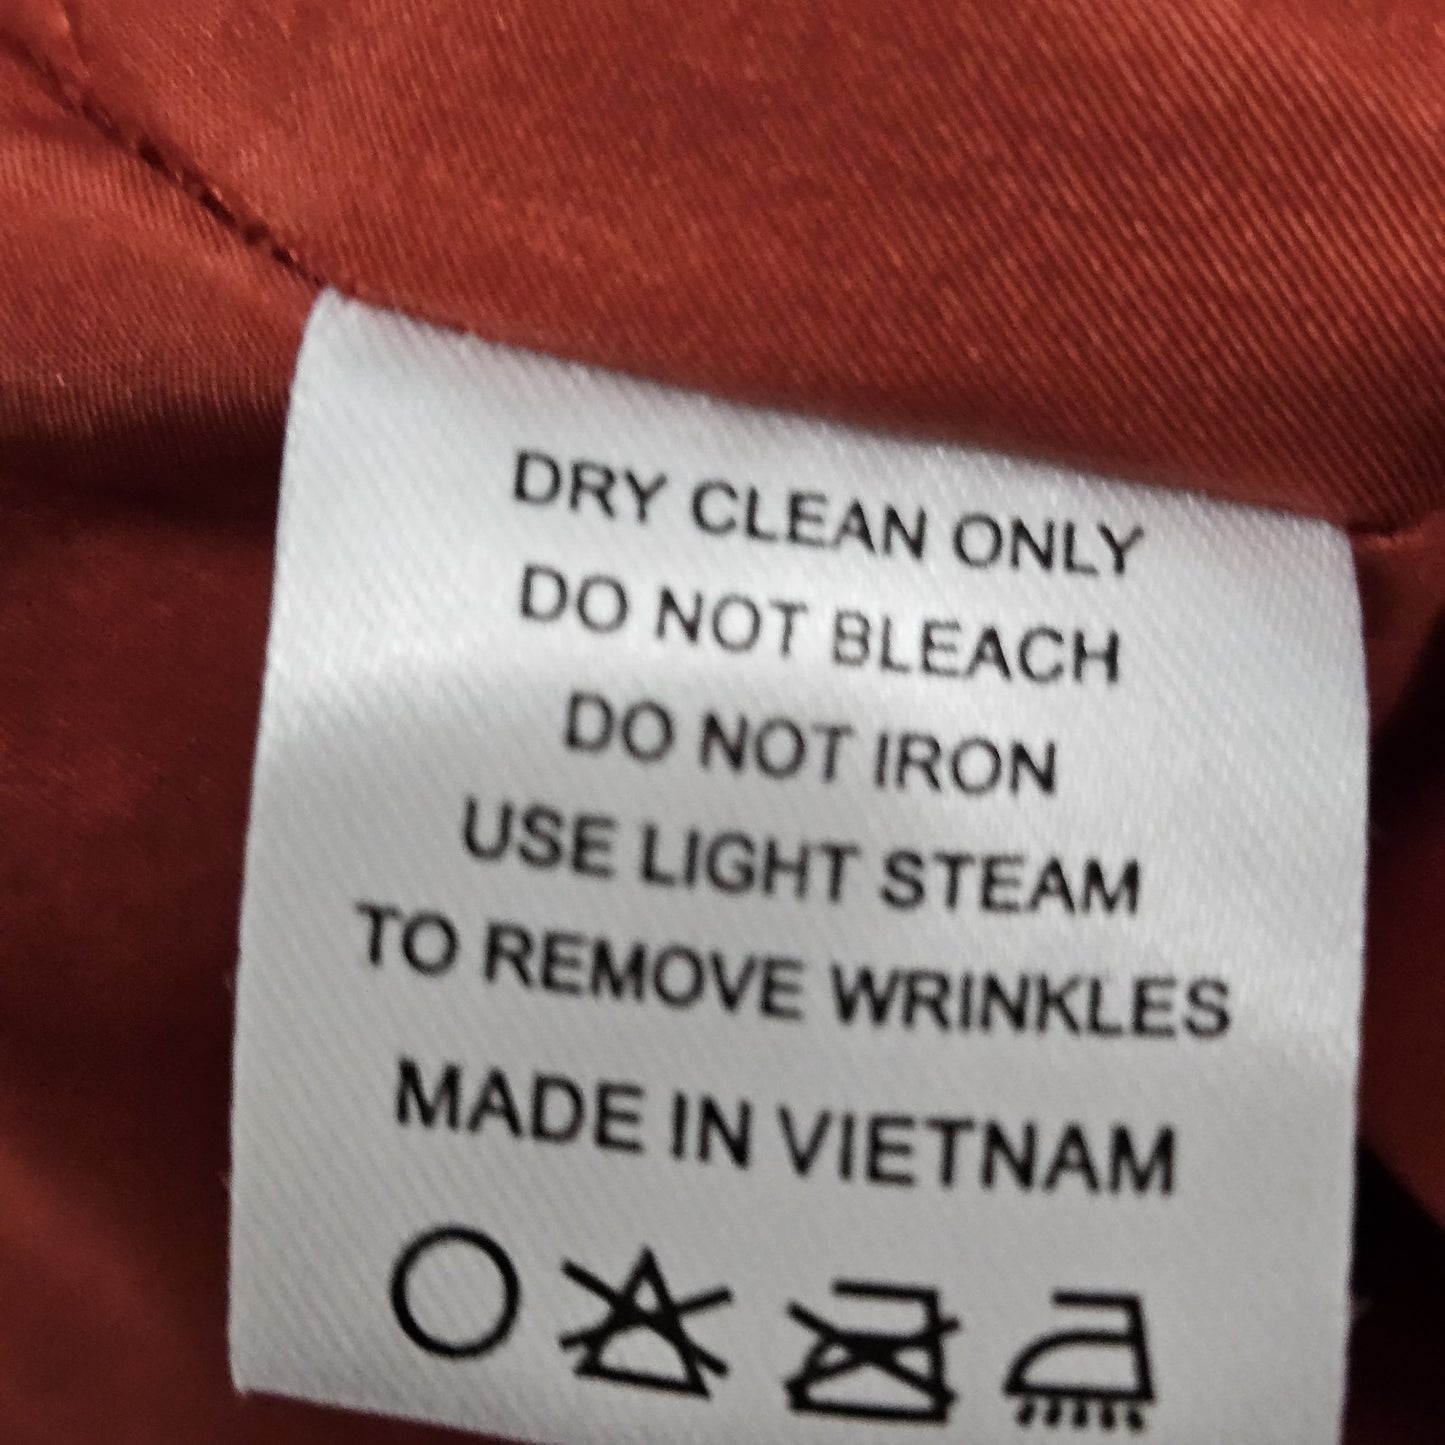 DRY CLEAN ONLY
DO NOT BLEACH
DO NOT IRON
USE LIGHT STEAM
TO REMOVE WRINKLES
MADE IN VIETNAM